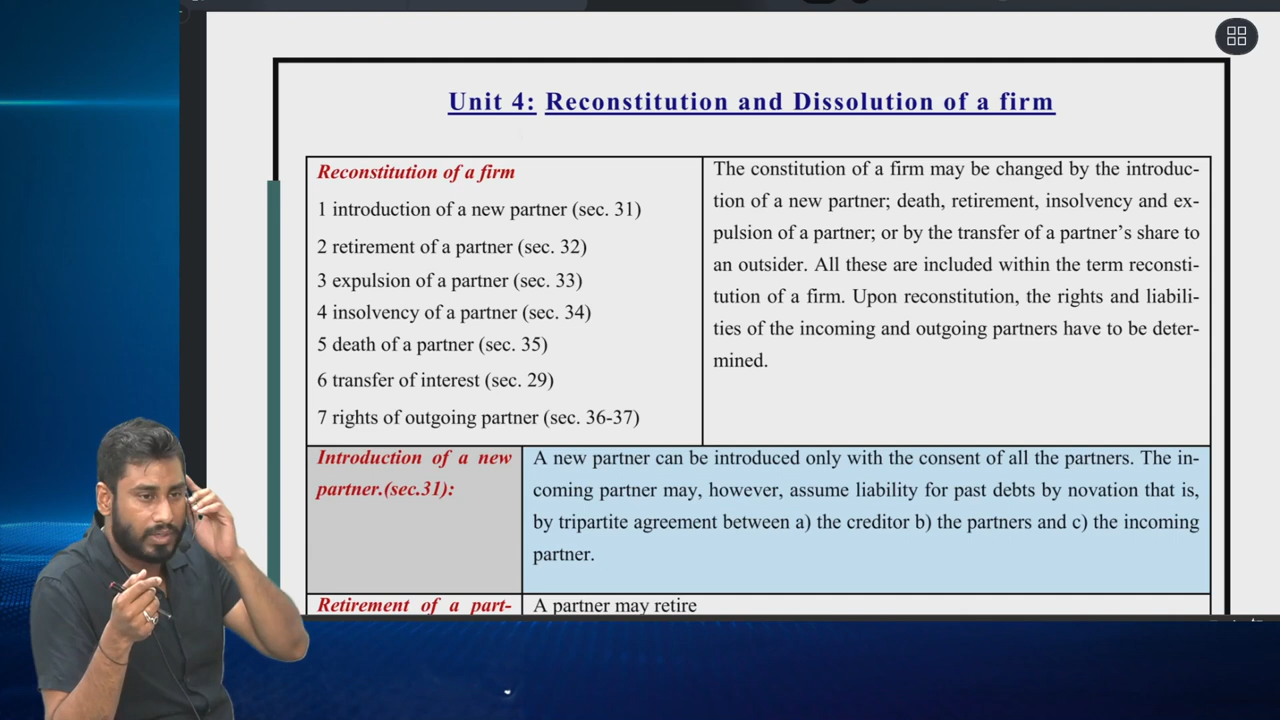 Unit 4: Reconstitution and Dissolution of a firm
Reconstitution of a firm
1 introduction of a new partner (sec. 31)
2 retirement of a partner (sec. 32)
3 expulsion of a partner (sec. 33)
4 insolvency of a partner (sec. 34)
5 death of a partner (sec. 35)
6 transfer of interest (sec. 29)
7 rights of outgoing partner (sec. 36-37)
The constitution of a firm may be changed by the introduc-
tion of a new partner; death, retirement, insolvency and ex-
pulsion of a partner; or by the transfer of a partner’s share to
an outsider. All these are included within the term reconsti-
tution of a firm. Upon reconstitution, the rights and liabili-
ties of the incoming and outgoing partners have to be deter-
mined.
Introduction of a new
partner.(sec.31):
A new partner can be introduced only with the consent of all the partners. The in-
coming partner may, however, assume liability for past debts by novation that is,
by tripartite agreement between a) the creditor b) the partners and c) the incoming
partner.
Retirement of a part-
A partner may retire